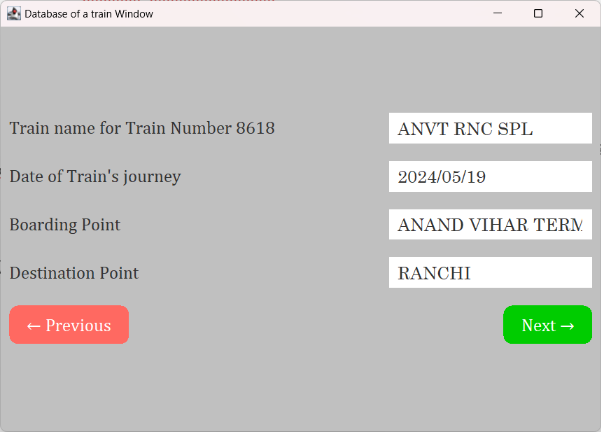 Database of a train Window
Train name for Train Number 8618 ANVT RNC SPL
Date of Train's journey 2024/05/19
Boarding Point ANAND VIHAR TERM
Destination Point RANCHI
← Previous Next →